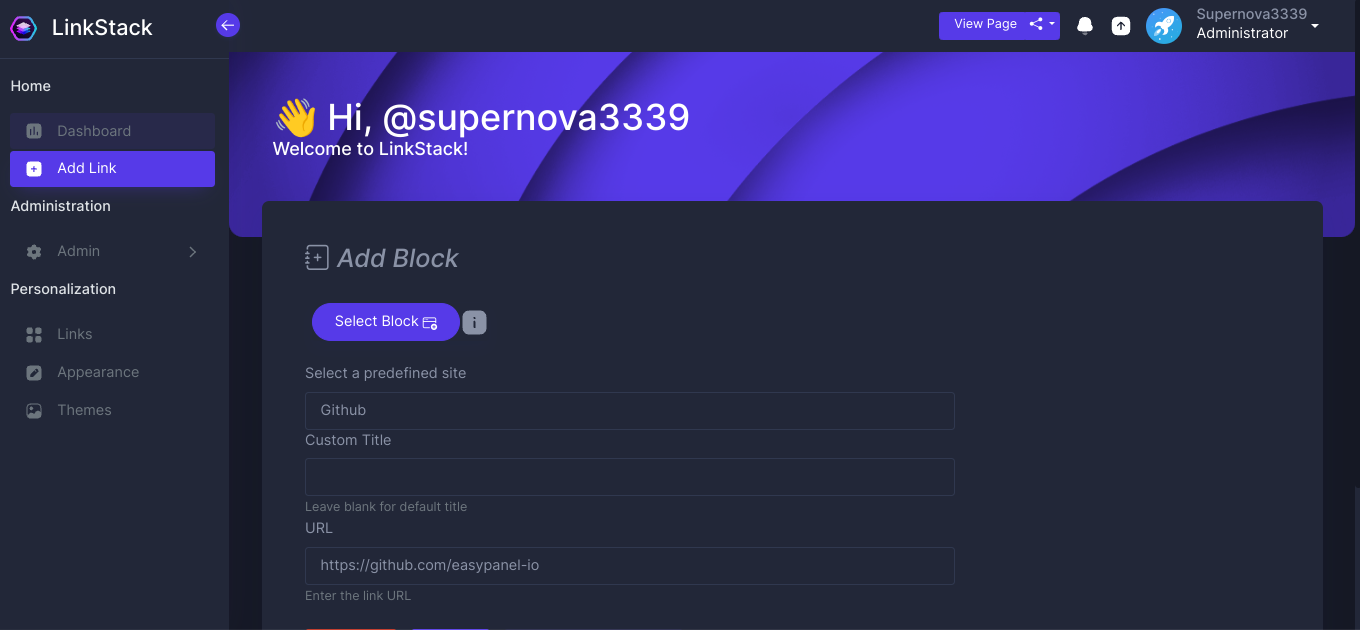 LinkStack
View Page
Supernova3339
Administrator
Home
Dashboard
Add Link
Administration
Admin
Personalization
Links
Appearance
Themes
👋 Hi, @supernova3339
Welcome to LinkStack!
Add Block
Select Block
i
Select a predefined site
Github
Custom Title
Leave blank for default title
URL
https://github.com/easypanel-io
Enter the link URL